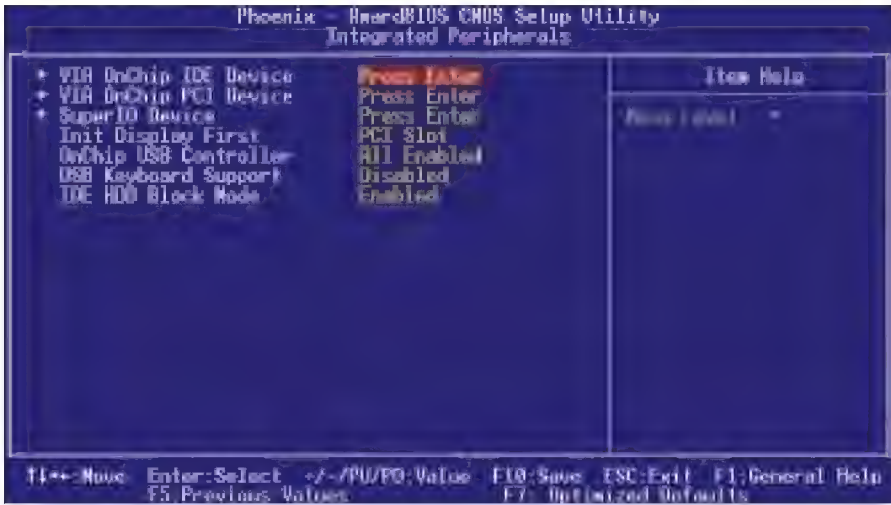 Phoenix - AwardBIOS CMOS Setup Utility
Integrated Peripherals
VIA OnChip IDE Device Press Enter
VIA OnChip PCI Device Press Enter
SuperIO Device Press Enter
Init Display First PCI Slot
OnChip USB Controller All Enabled
USB Keyboard Support Disabled
IDE HDD Block Mode Enabled
Item Help
Menu Level
↑↓→←:Move Enter:Select +/-/PU/PD:Value F10:Save ESC:Exit F1:General Help
F5:Previous Values F7: Optimized Defaults